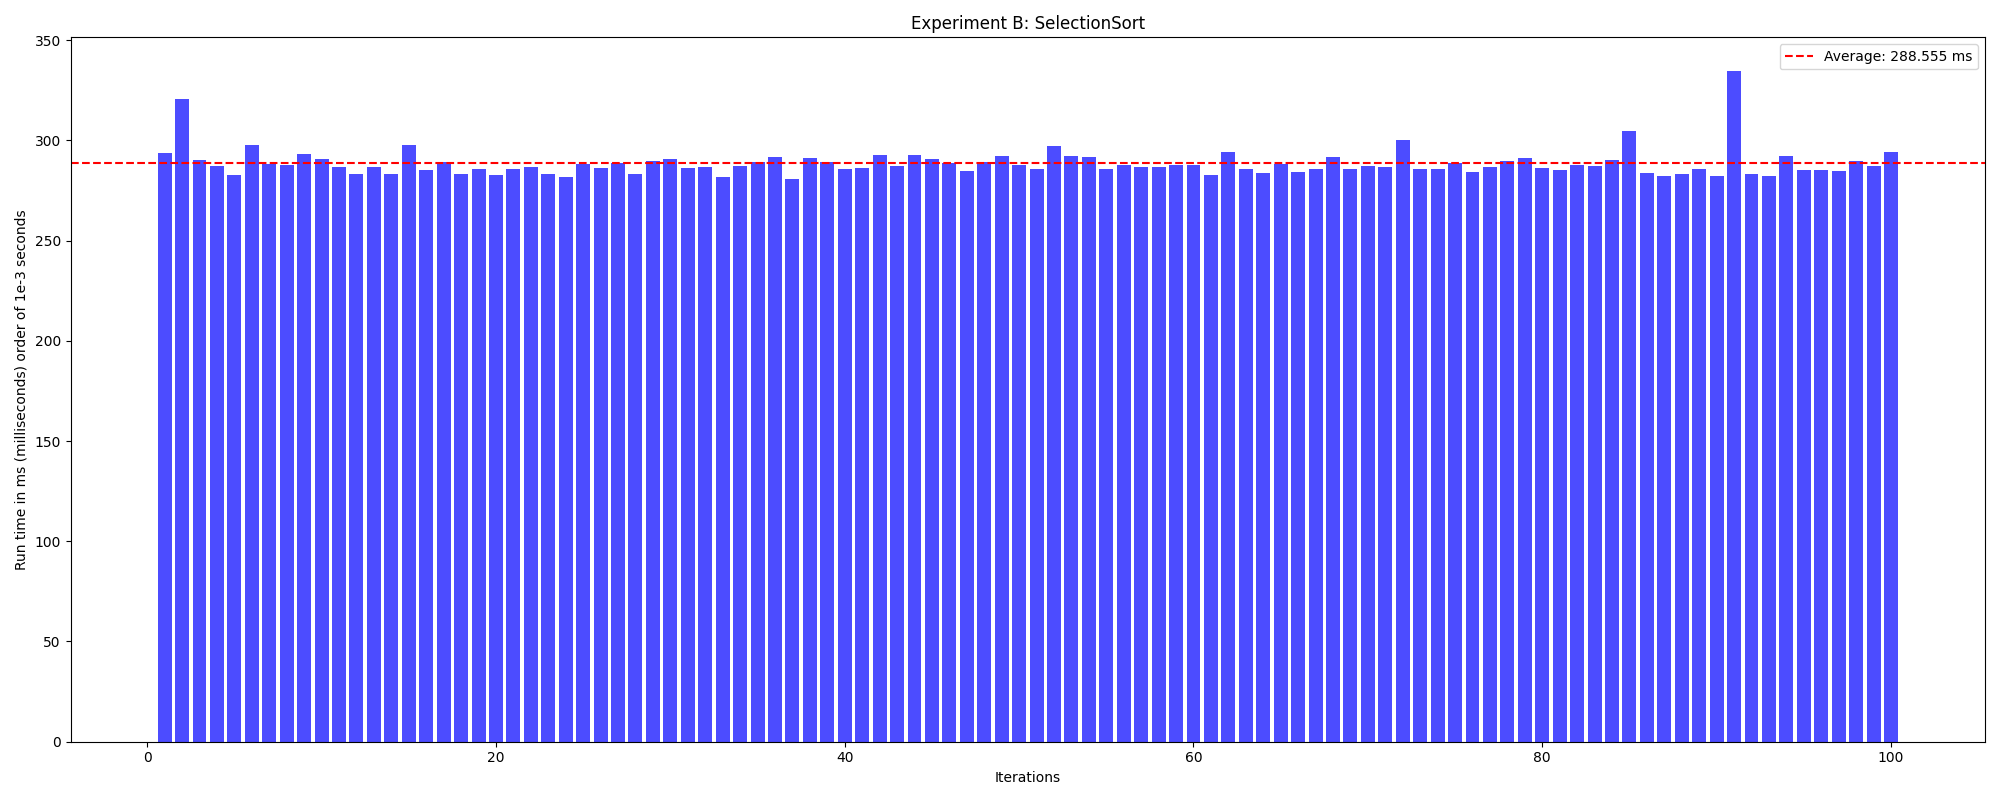 Experiment B: SelectionSort
Average: 288.555 ms
Run time in ms (milliseconds) order of 1e-3 seconds
350
300
250
200
150
100
50
0
0 20 40 60 80 100
Iterations